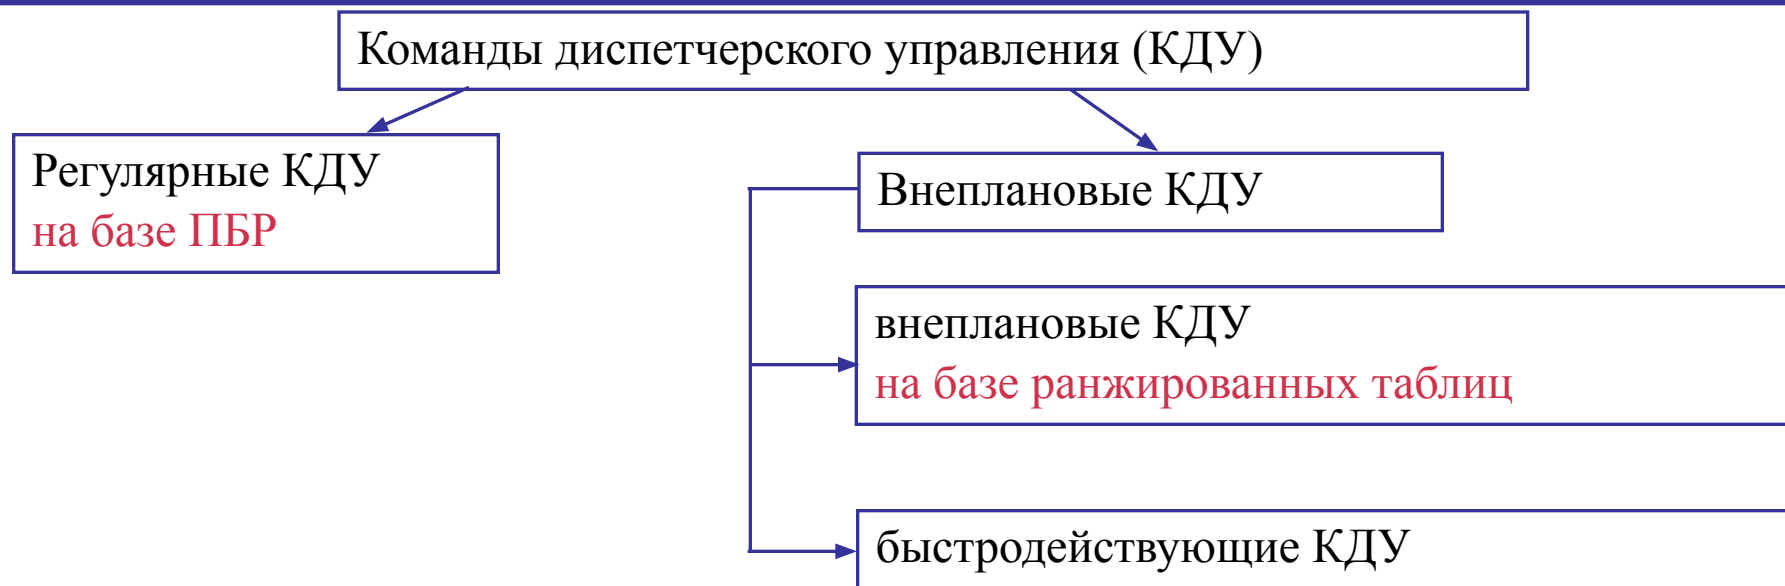 Команды диспетчерского управления (КДУ)
Регулярные КДУ
на базе ПБР
Внеплановые КДУ
внеплановые КДУ
на базе ранжированных таблиц
быстродействующие КДУ